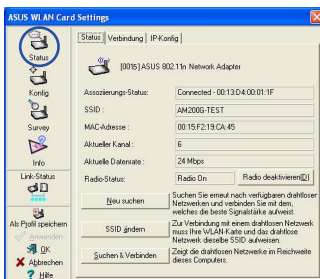 ASUS WLAN Card Settings
Status
Konfig
Survey
Info
Link-Status
Als Profil speichern
Anwenden
OK
Abbrechen
Hilfe
Status Verbindung IP-Konfig
[0015] ASUS 802.11n Network Adapter
Assoziierungs-Status: Connected - 00:13:D4:00:01:1F
SSID : AM200G-TEST
MAC-Adresse : 00:15:F2:19:CA:45
Aktueller Kanal : 6
Aktuelle Datenrate : 24 Mbps
Radio-Status: Radio On Radio deaktivieren(D)
Neu suchen
Suchen Sie erneut nach verfügbaren drahtlosen
Netzwerken und verbinden Sie mit dem,
welches die beste Signalstärke aufweist.
SSID ändern
Zur Verbindung mit einem drahtlosen Netzwerk
muss Ihre WLAN-Karte und das drahtlose
Netzwerk dieselbe SSID aufweisen.
Suchen & Verbinden
Zeigt die drahtlosen Netzwerke im Reichweite
dieses Computers.